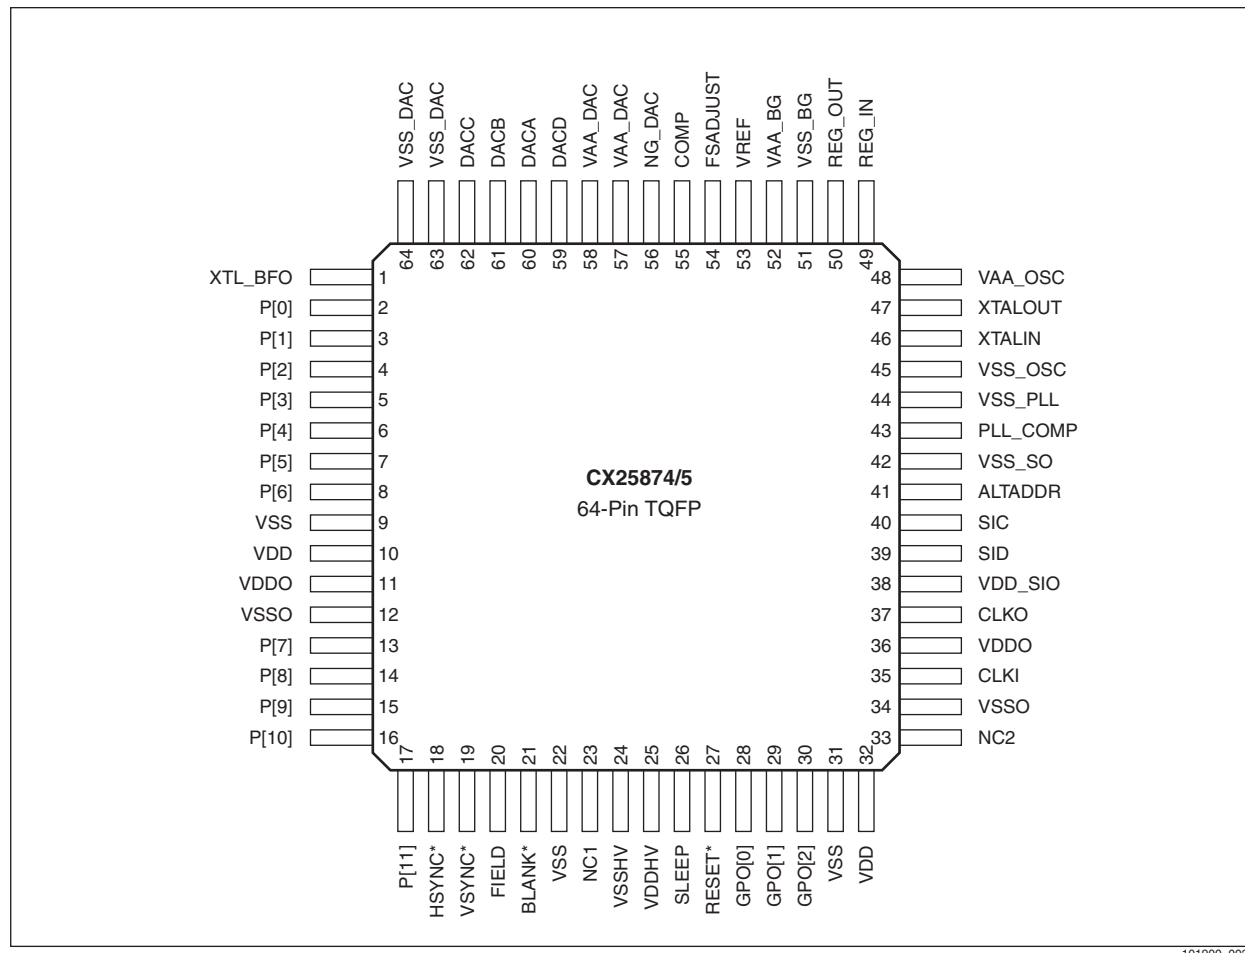 VSS_DAC
VSS_DAC
DACC
DACB
DACA
DACD
VAA_DAC
VAA_DAC
NG_DAC
COMP
FSADJUST
VREF
VAA_BG
VSS_BG
REG_OUT
REG_IN
64
63
62
61
60
59
58
57
56
55
54
53
52
51
50
49
XTL_BFO 1
P[0] 2
P[1] 3
P[2] 4
P[3] 5
P[4] 6
P[5] 7
P[6] 8
VSS 9
VDD 10
VDDO 11
VSSO 12
P[7] 13
P[8] 14
P[9] 15
P[10] 16
CX25874/5
64-Pin TQFP
48 VAA_OSC
47 XTALOUT
46 XTALIN
45 VSS_OSC
44 VSS_PLL
43 PLL_COMP
42 VSS_SO
41 ALTADDR
40 SIC
39 SID
38 VDD_SIO
37 CLKO
36 VDDO
35 CLKI
34 VSSO
33 NC2
17
18
19
20
21
22
23
24
25
26
27
28
29
30
31
32
P[11]
HSYNC*
VSYNC*
FIELD
BLANK*
VSS
NC1
VSSHV
VDDHV
SLEEP
RESET*
GPO[0]
GPO[1]
GPO[2]
VSS
VDD